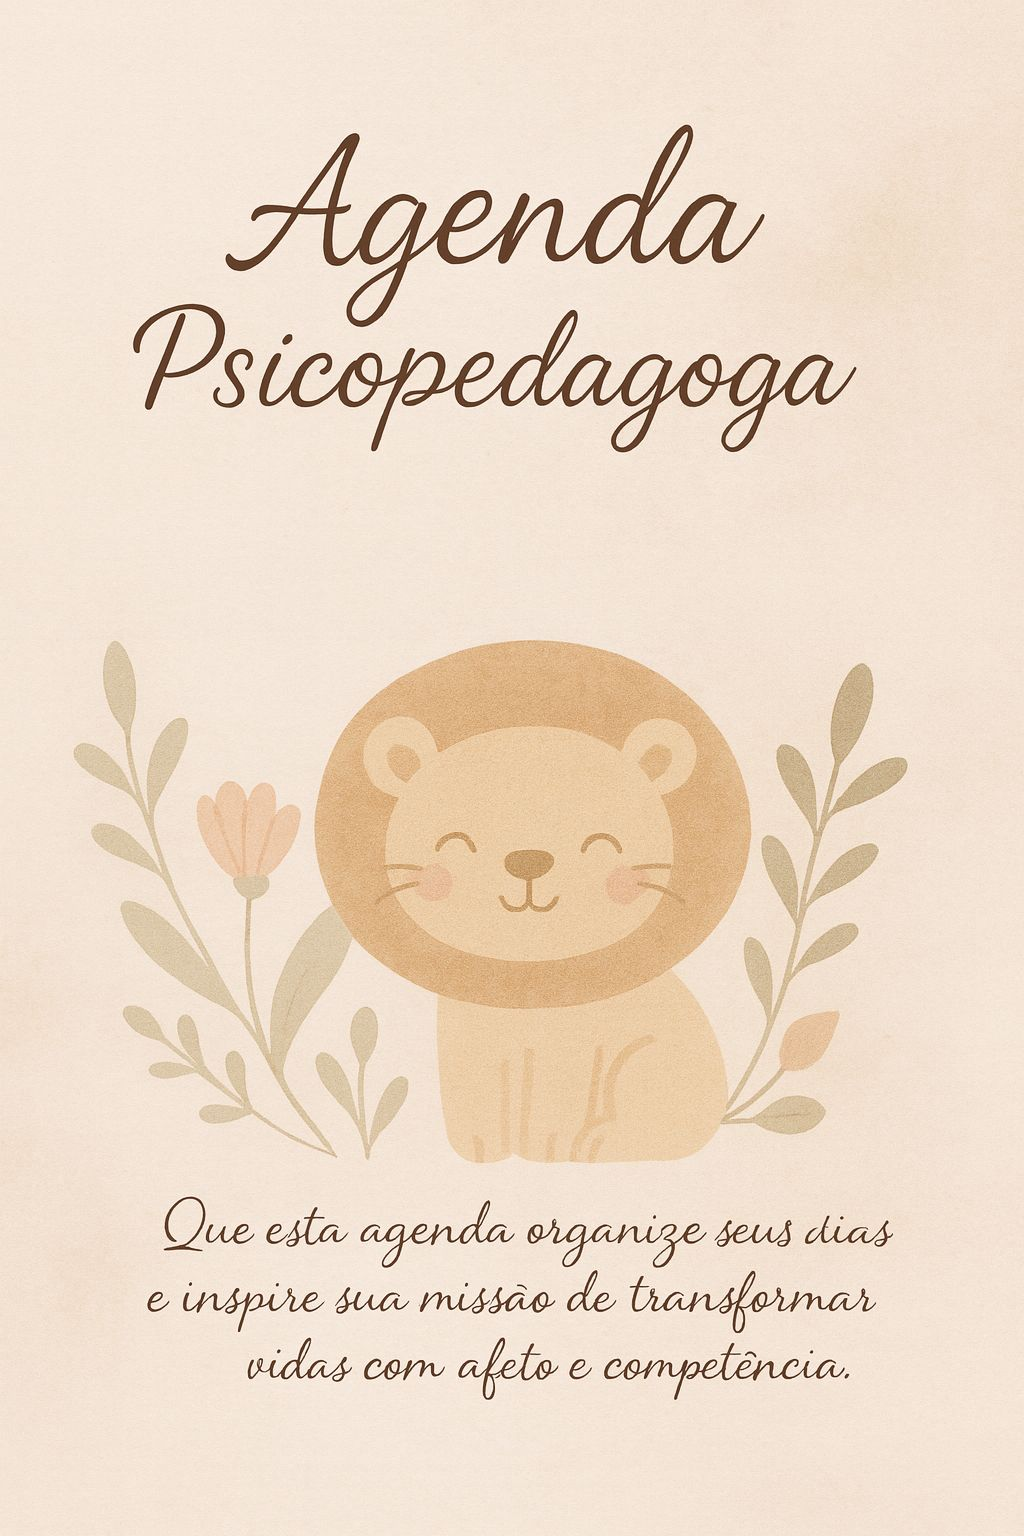 Agenda
Psicopedagoga
Que esta agenda organize seus dias
e inspire sua missão de transformar
vidas com afeto e competência.